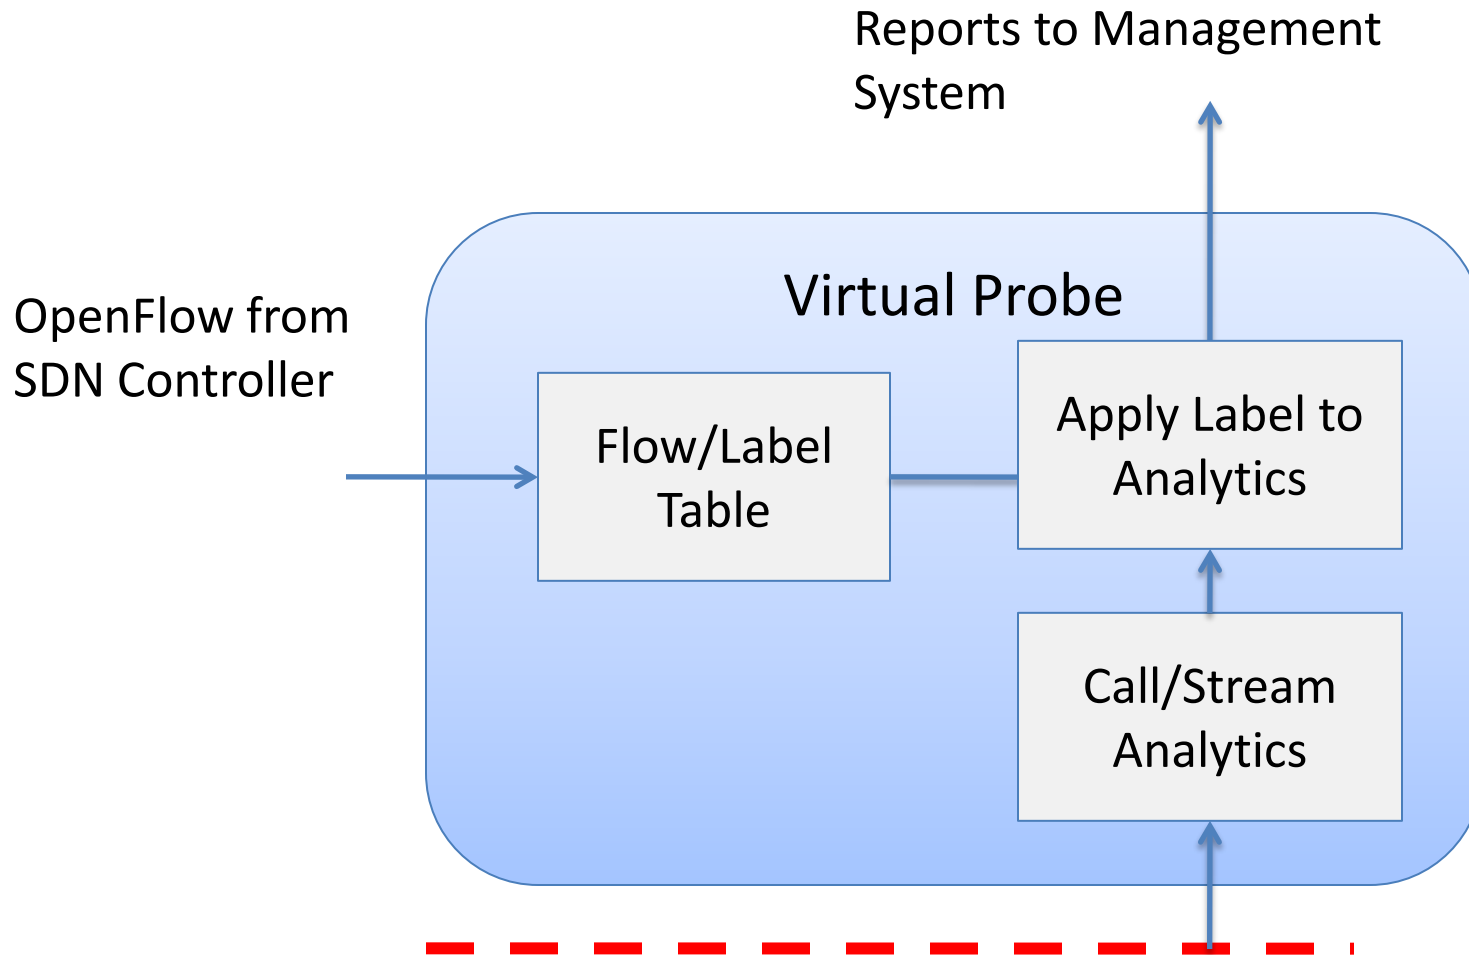 Reports to Management
System
Virtual Probe
OpenFlow from
SDN Controller
Flow/Label
Table
Apply Label to
Analytics
Call/Stream
Analytics